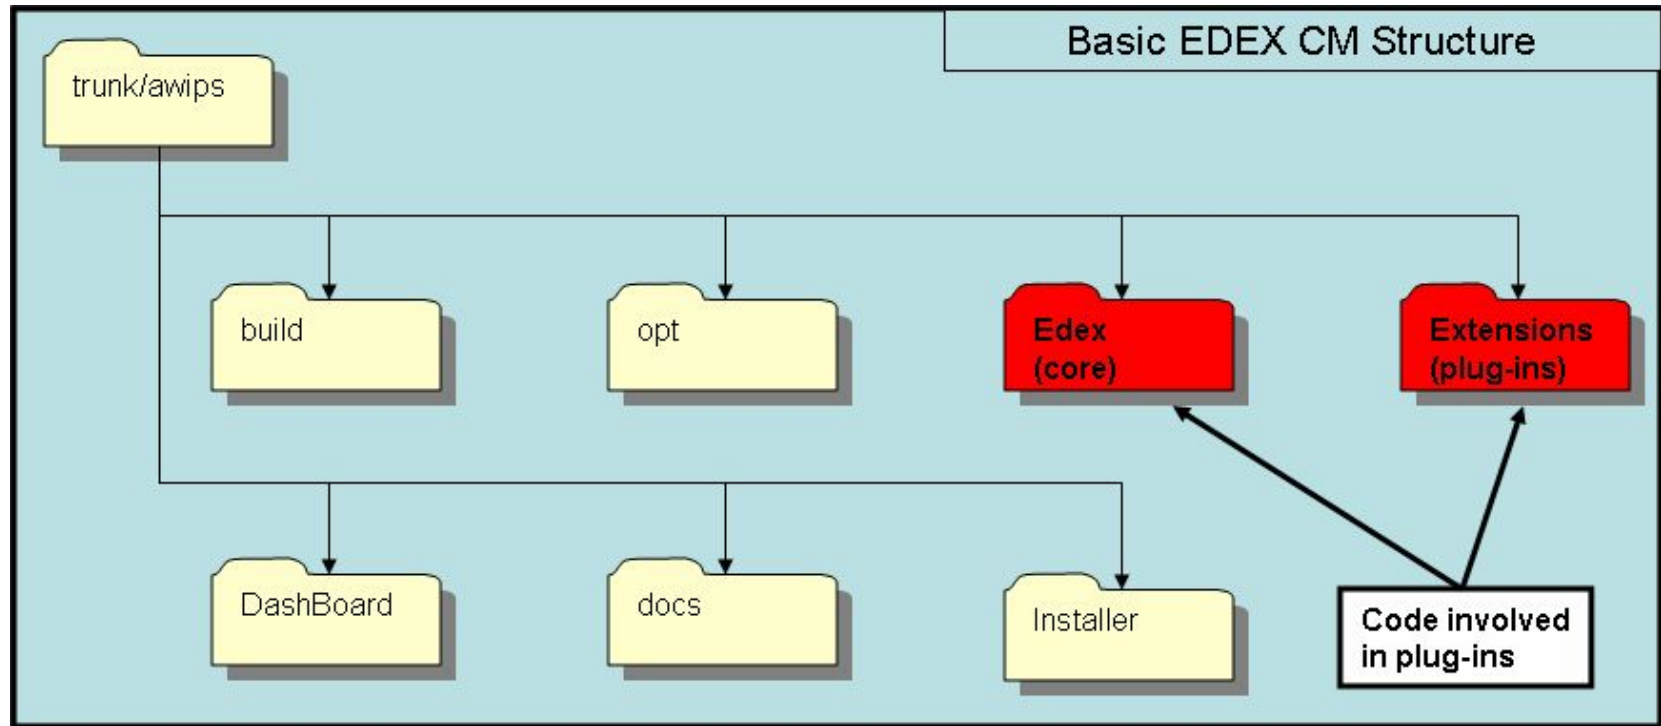 Basic EDEX CM Structure
trunk/awips
build
opt
Edex
(core)
Extensions
(plug-ins)
DashBoard
docs
Installer
Code involved
in plug-ins